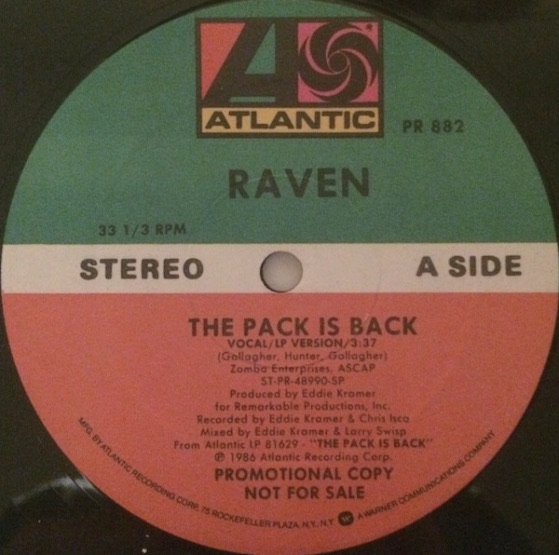 ATLANTIC
PR 882
RAVEN
33 1/3 RPM
STEREO
A SIDE
THE PACK IS BACK
VOCAL/LP VERSION/3:37
(Gallagher, Hunter, Gallagher)
Zomba Enterprises, ASCAP
ST-PR-48990-SP
Produced by Eddie Kramer
for Remarkable Productions, Inc.
Recorded by Eddie Kramer & Chris Isca
Mixed by Eddie Kramer & Larry Swisp
From Atlantic LP 81629 - "THE PACK IS BACK"
℗ 1986 Atlantic Recording Corp.
PROMOTIONAL COPY
NOT FOR SALE
MFG. BY ATLANTIC RECORDING CORP., 75 ROCKEFELLER PLAZA, N.Y., N.Y. A WARNER COMMUNICATIONS COMPANY